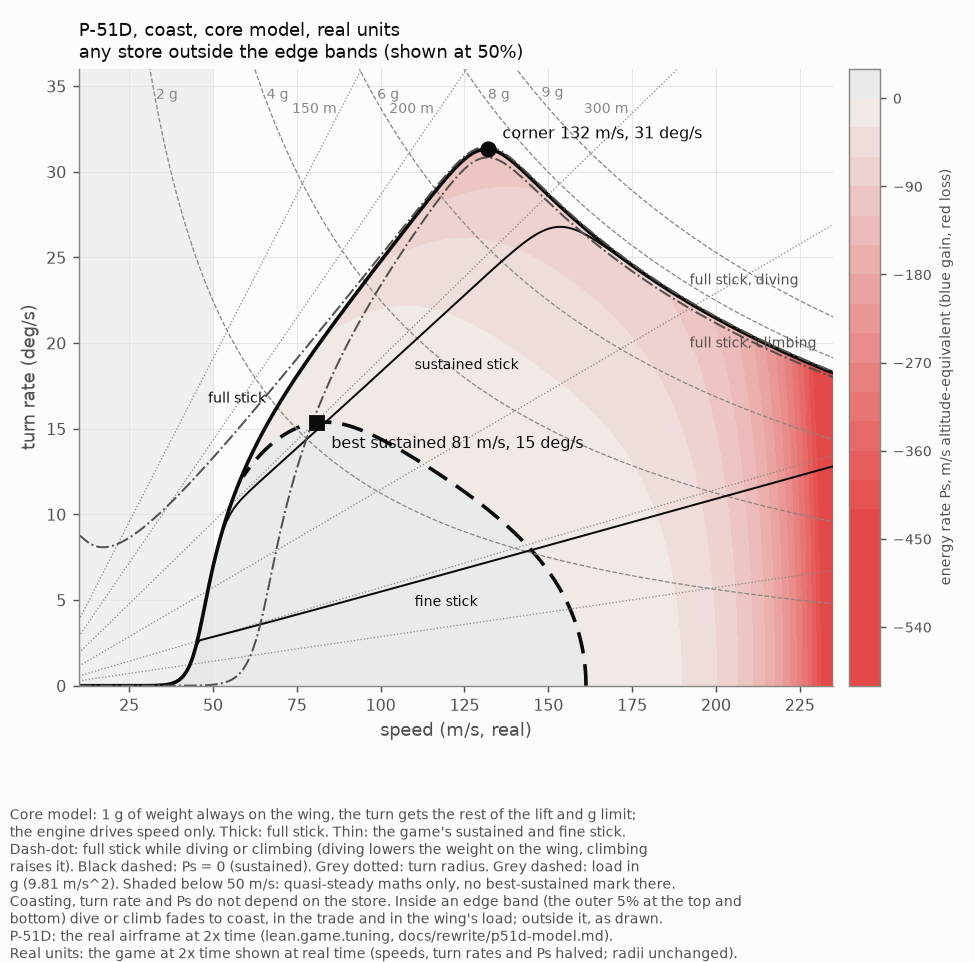 P-51D, coast, core model, real units
any store outside the edge bands (shown at 50%)
2 g
4 g
6 g
8 g
9 g
150 m
200 m
300 m
corner 132 m/s, 31 deg/s
full stick, diving
full stick, climbing
sustained stick
full stick
best sustained 81 m/s, 15 deg/s
fine stick
35
30
25
20
15
10
5
0
turn rate (deg/s)
25
50
75
100
125
150
175
200
225
speed (m/s, real)
0
−90
−180
−270
−360
−450
−540
energy rate Ps, m/s altitude-equivalent (blue gain, red loss)
Core model: 1 g of weight always on the wing, the turn gets the rest of the lift and g limit;
the engine drives speed only. Thick: full stick. Thin: the game's sustained and fine stick.
Dash-dot: full stick while diving or climbing (diving lowers the weight on the wing, climbing
raises it). Black dashed: Ps = 0 (sustained). Grey dotted: turn radius. Grey dashed: load in
g (9.81 m/s^2). Shaded below 50 m/s: quasi-steady maths only, no best-sustained mark there.
Coasting, turn rate and Ps do not depend on the store. Inside an edge band (the outer 5% at the top and
bottom) dive or climb fades to coast, in the trade and in the wing's load; outside it, as drawn.
P-51D: the real airframe at 2x time (lean.game.tuning, docs/rewrite/p51d-model.md).
Real units: the game at 2x time shown at real time (speeds, turn rates and Ps halved; radii unchanged).